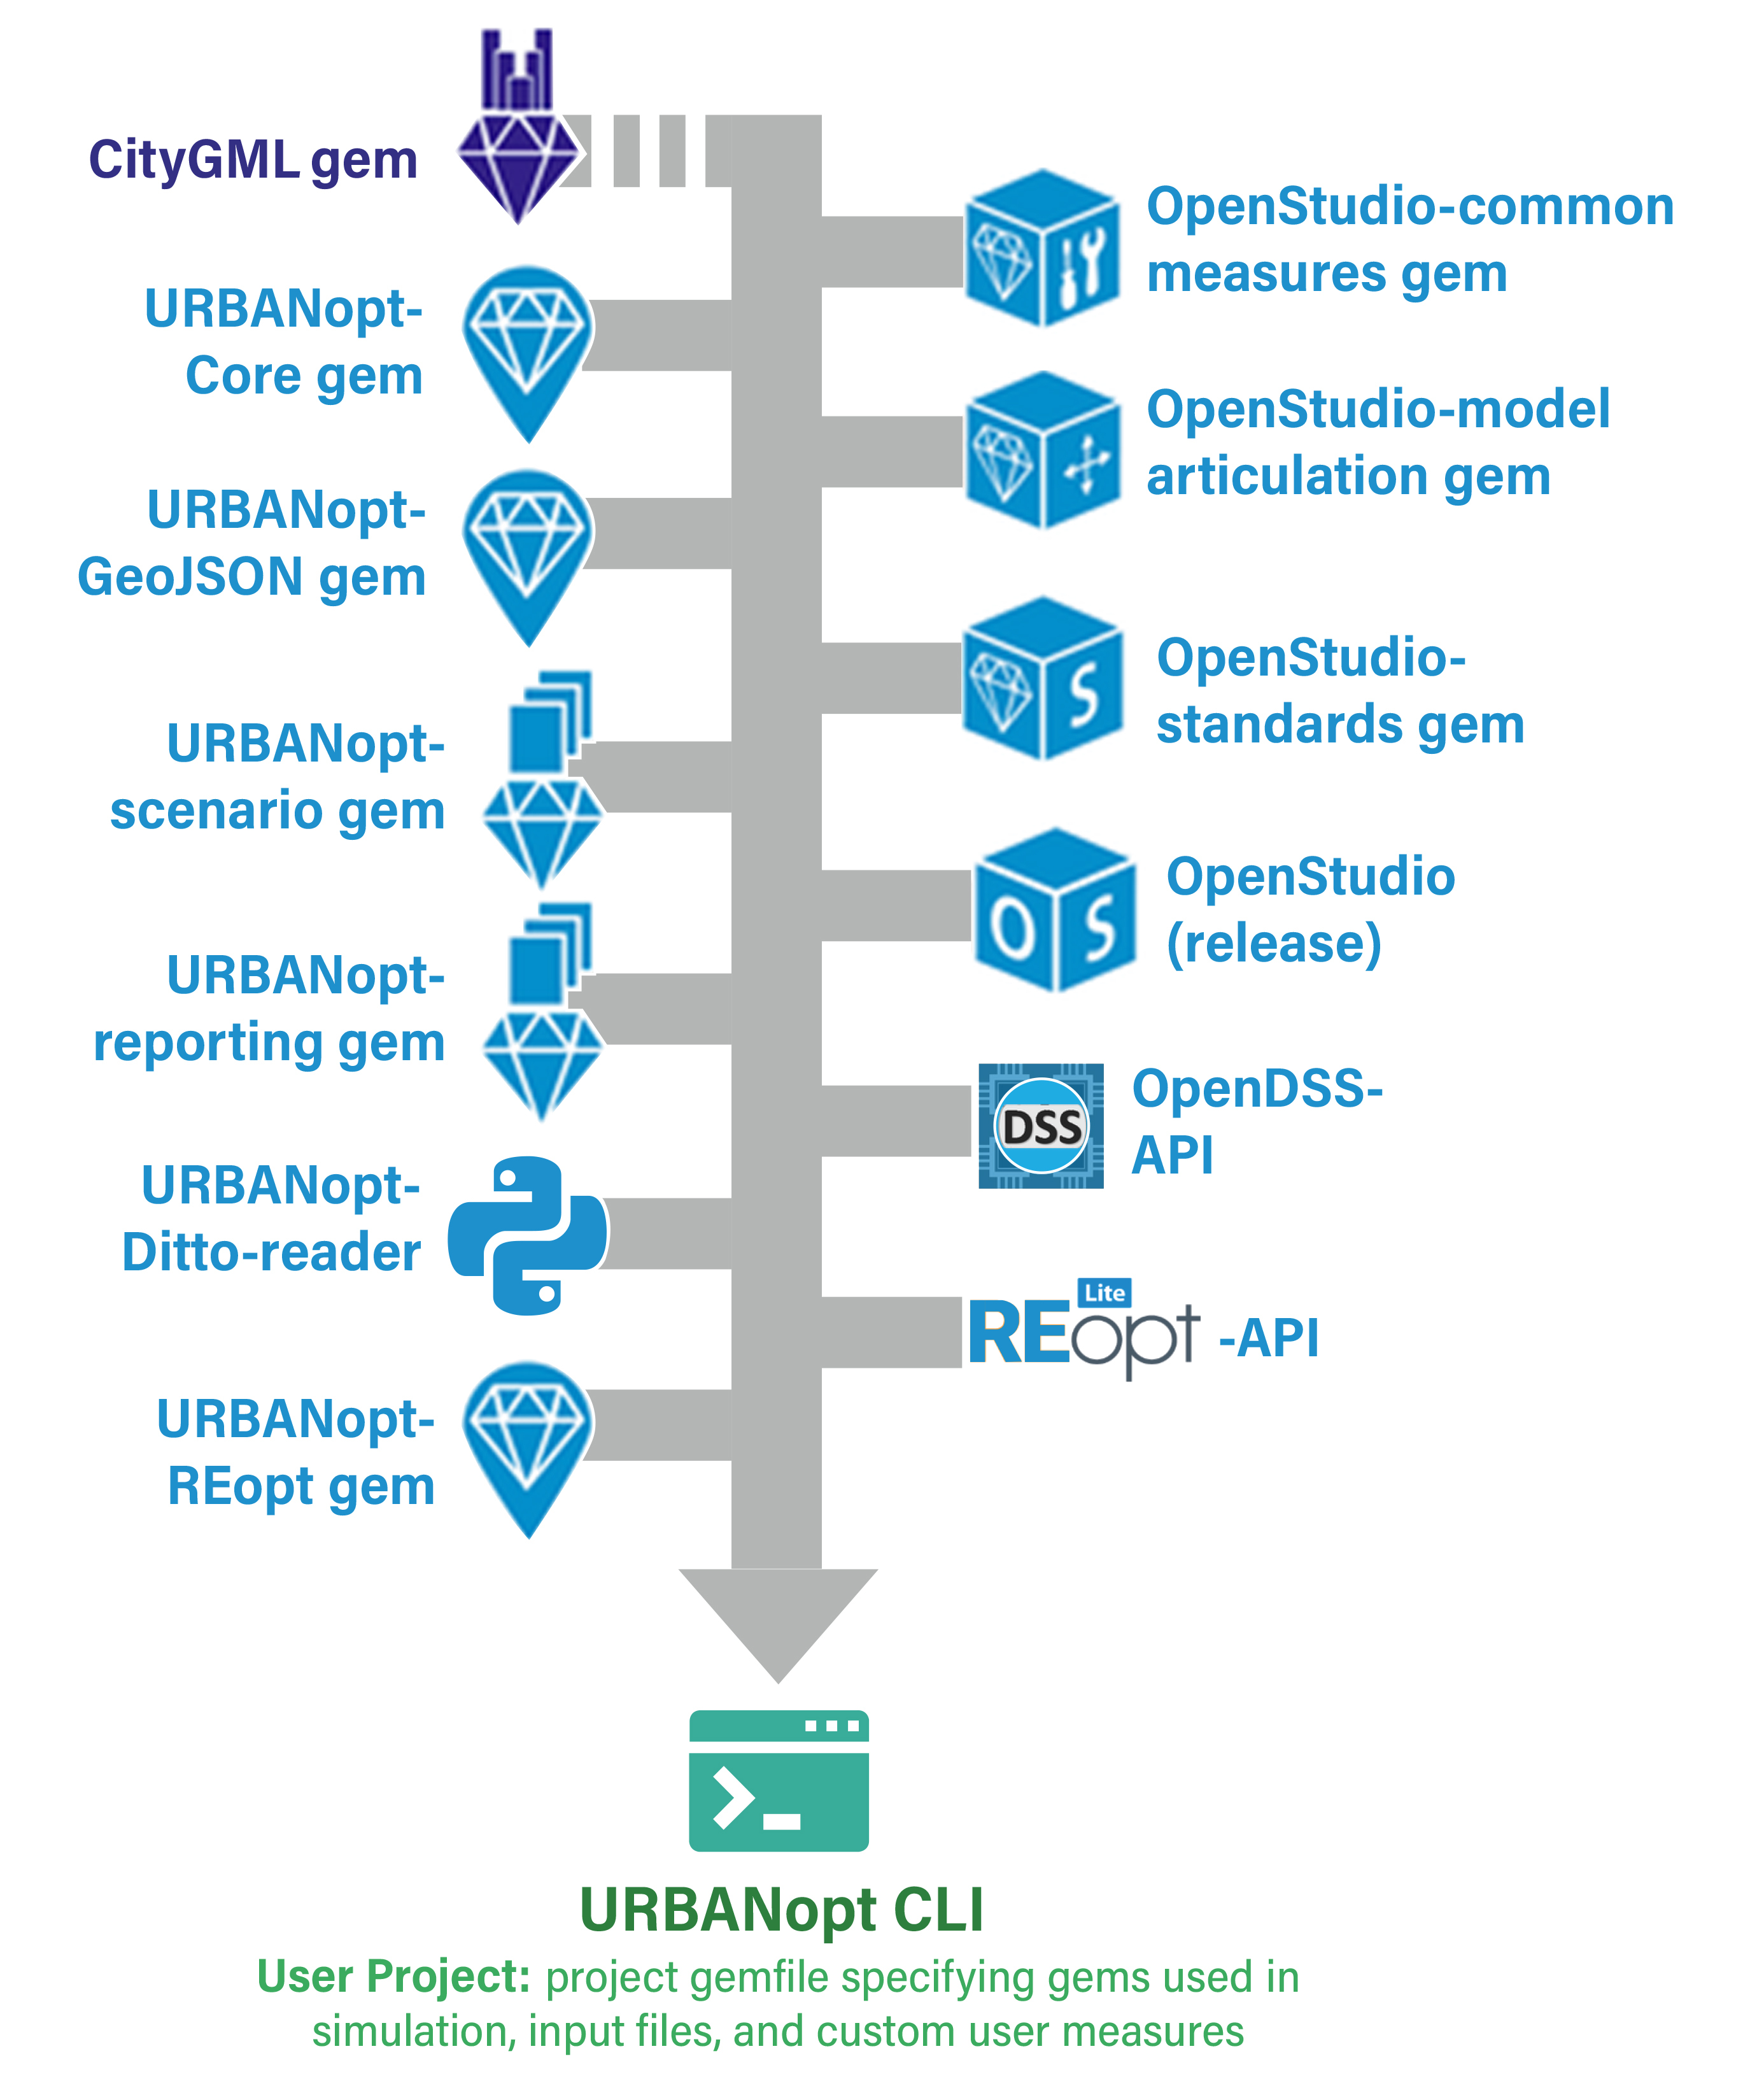 CityGML gem
URBANopt-
Core gem
URBANopt-
GeoJSON gem
URBANopt-
scenario gem
URBANopt-
reporting gem
URBANopt-
Ditto-reader
URBANopt-
REopt gem
OpenStudio-common
measures gem
OpenStudio-model
articulation gem
S
OpenStudio-
standards gem
O S
OpenStudio
(release)
DSS
OpenDSS-
API
Lite
REopt -API
>_
URBANopt CLI
User Project: project gemfile specifying gems used in
simulation, input files, and custom user measures